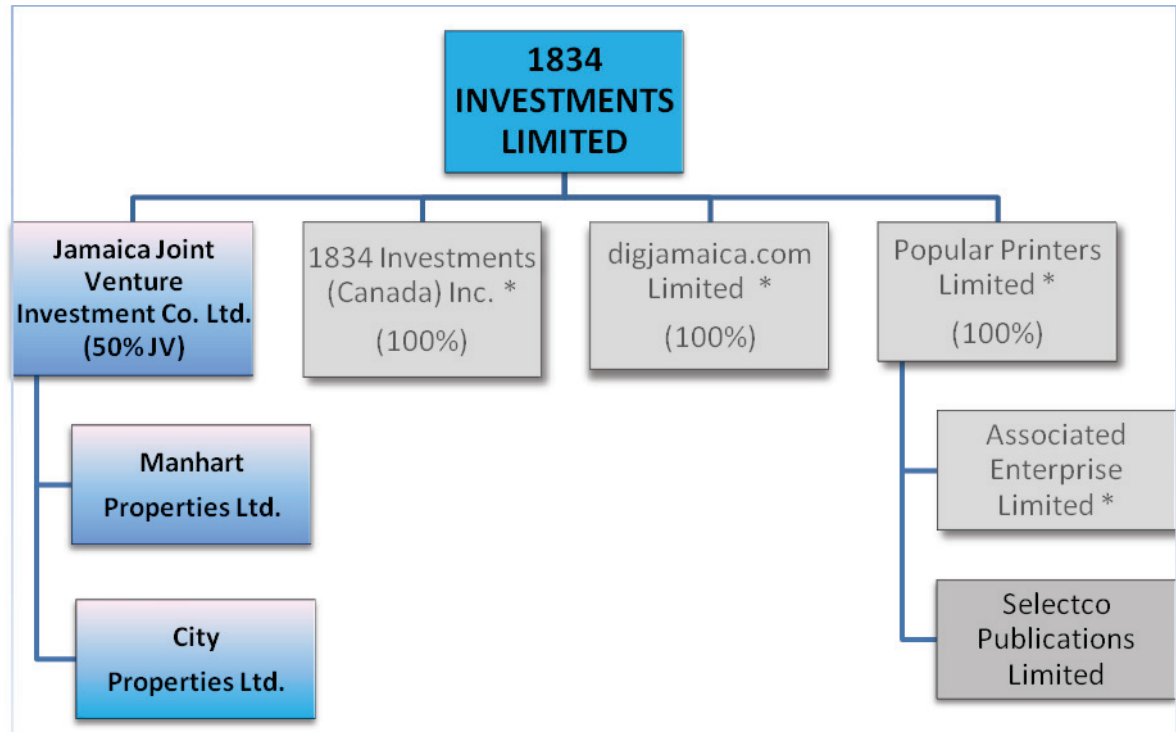 1834
INVESTMENTS
LIMITED
Jamaica Joint
Venture
Investment Co. Ltd.
(50% JV)
1834 Investments
(Canada) Inc. *
(100%)
digjamaica.com
Limited *
(100%)
Popular Printers
Limited *
(100%)
Manhart
Properties Ltd.
City
Properties Ltd.
Associated
Enterprise
Limited *
Selectco
Publications
Limited